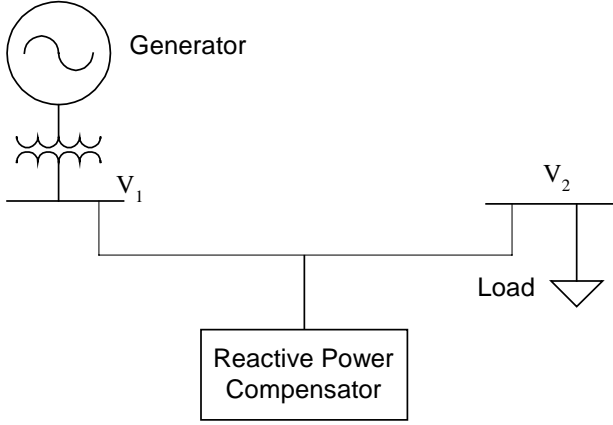 Generator
V1
V2
Load
Reactive Power
Compensator